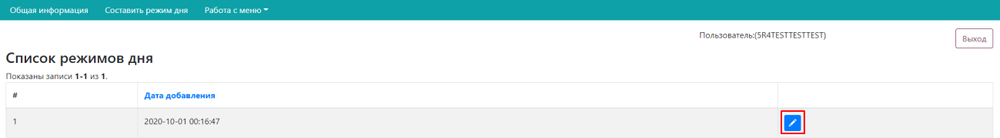 Общая информация Составить режим дня Работа с меню
Пользователь:(5R4TESTTESTTEST) Выход
Список режимов дня
Показаны записи 1-1 из 1.
# Дата добавления
1 2020-10-01 00:16:47